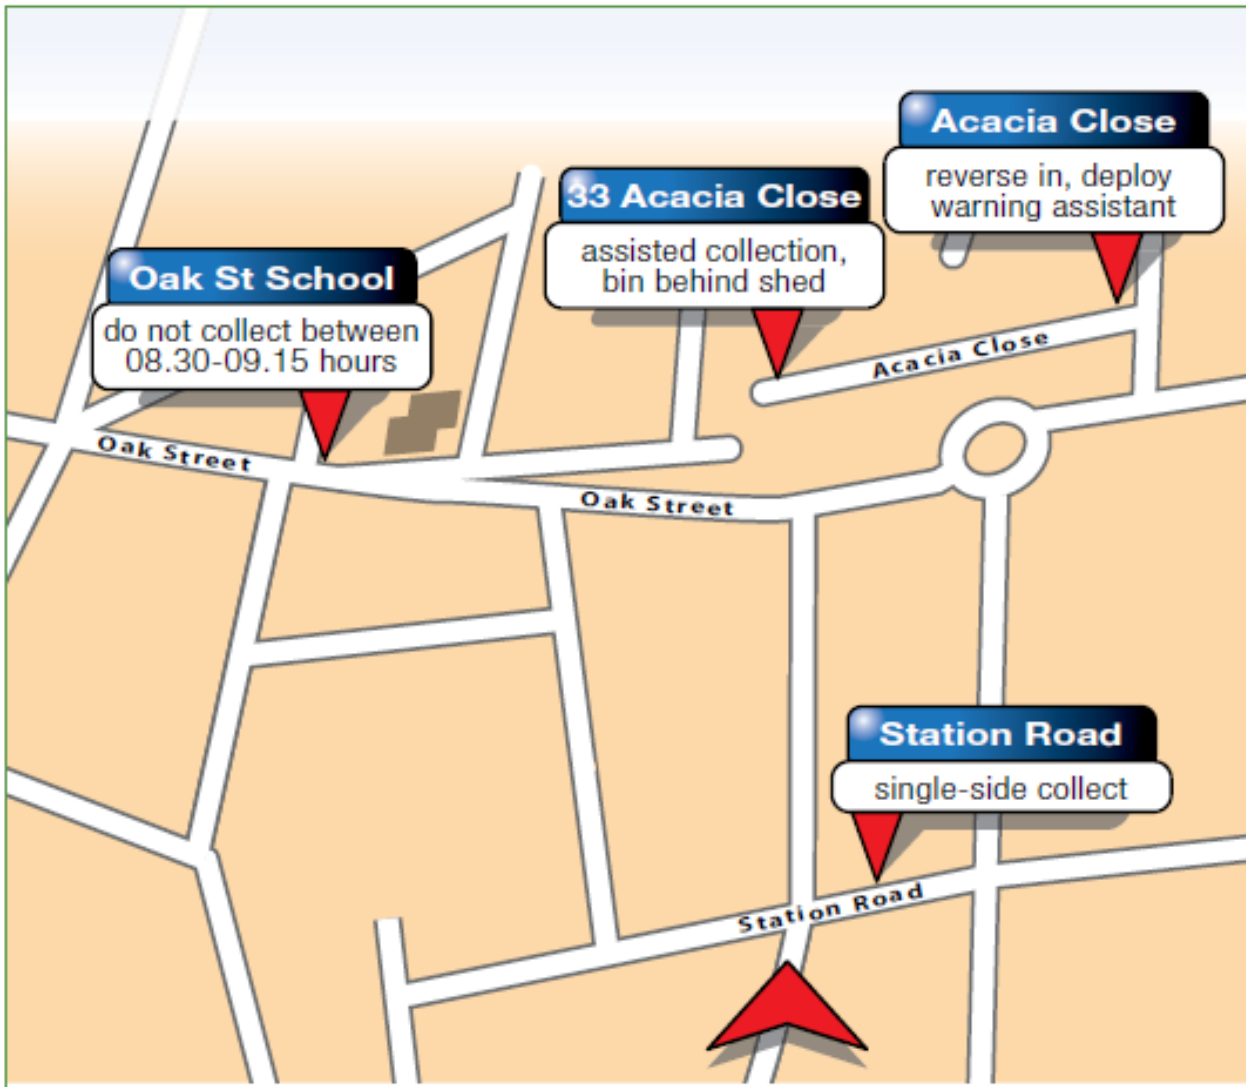 Acacia Close
reverse in, deploy
warning assistant
33 Acacia Close
assisted collection,
bin behind shed
Oak St School
do not collect between
08.30-09.15 hours
Acacia Close
Oak Street
Oak Street
Station Road
single-side collect
Station Road